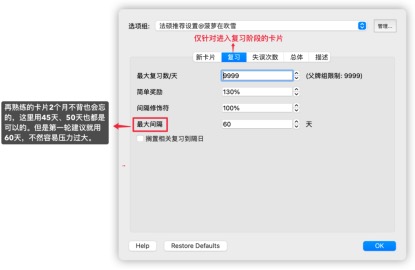 选项组: 法硕推荐设置@菠萝在吹雪 管理...
仅针对进入复习阶段的卡片
新卡片 复习 失误次数 总体 描述
最大复习数/天 9999 (父牌组限制: 9999)
简单奖励 130%
间隔修饰符 100%
最大间隔 60 天
搁置相关复习到隔日
再熟练的卡片2个月不背也会忘
的，这里用45天、50天也都是
可以的。但是第一轮建议就用
60天，不然容易压力过大。
Help Restore Defaults OK